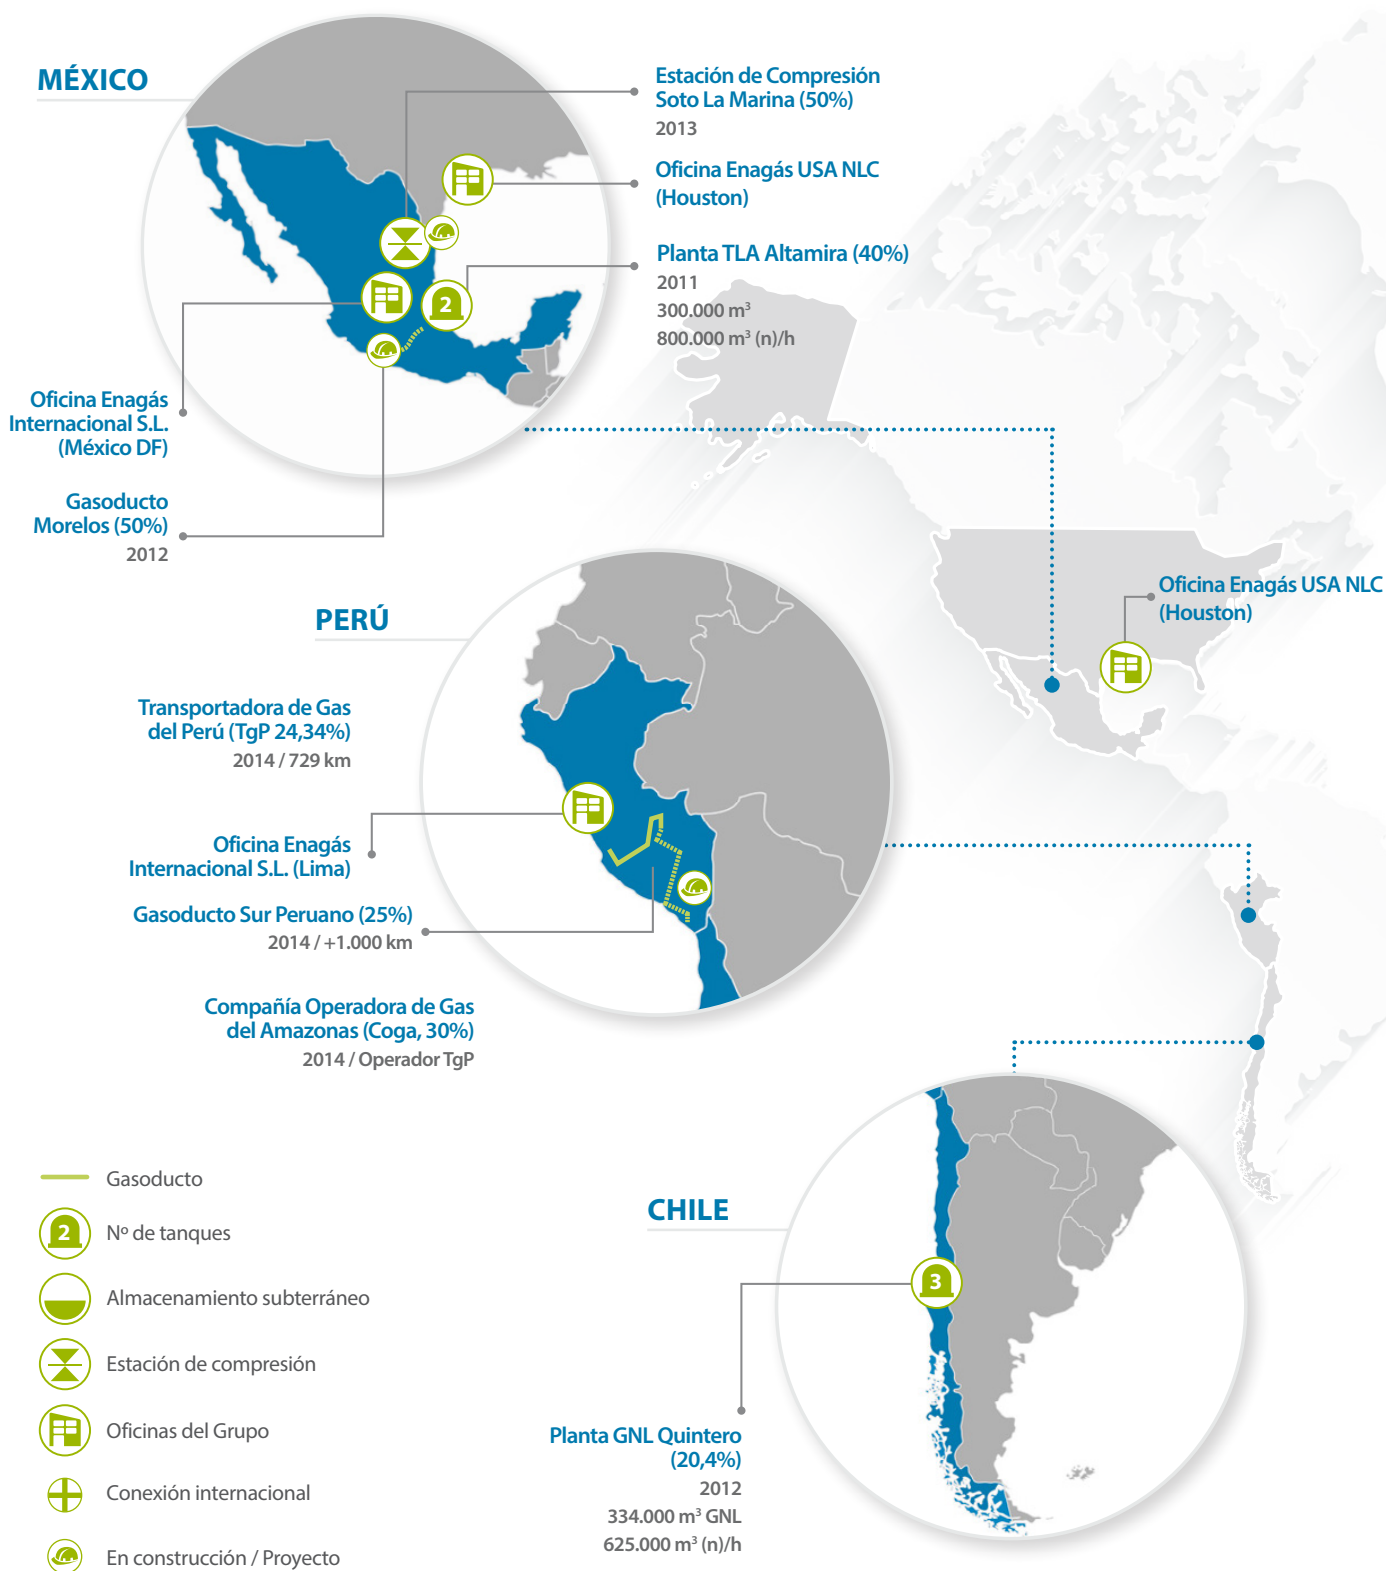 MÉXICO
Estación de Compresión
Soto La Marina (50%)
2013
Oficina Enagás USA NLC
(Houston)
Planta TLA Altamira (40%)
2011
300.000 m³
800.000 m³ (n)/h
2
Oficina Enagás
Internacional S.L.
(México DF)
Gasoducto
Morelos (50%)
2012
Oficina Enagás USA NLC
(Houston)
PERÚ
Transportadora de Gas
del Perú (TgP 24,34%)
2014 / 729 km
Oficina Enagás
Internacional S.L. (Lima)
Gasoducto Sur Peruano (25%)
2014 / +1.000 km
Compañía Operadora de Gas
del Amazonas (Coga, 30%)
2014 / Operador TgP
CHILE
3
Planta GNL Quintero
(20,4%)
2012
334.000 m³ GNL
625.000 m³ (n)/h
Gasoducto
2 Nº de tanques
Almacenamiento subterráneo
Estación de compresión
Oficinas del Grupo
Conexión internacional
En construcción / Proyecto